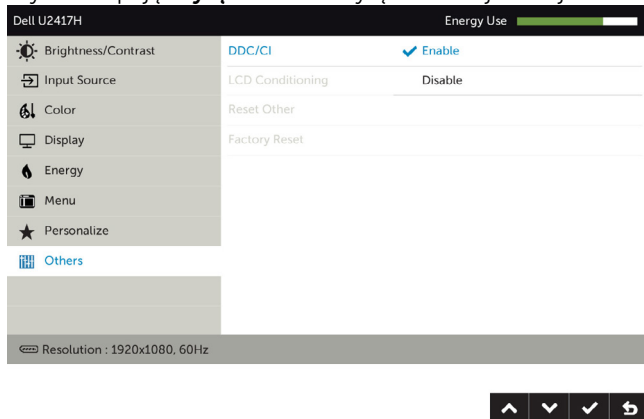 Dell U2417H Energy Use
Brightness/Contrast DDC/CI Enable
Input Source LCD Conditioning Disable
Color Reset Other
Display Factory Reset
Energy
Menu
Personalize
Others
Resolution : 1920x1080, 60Hz